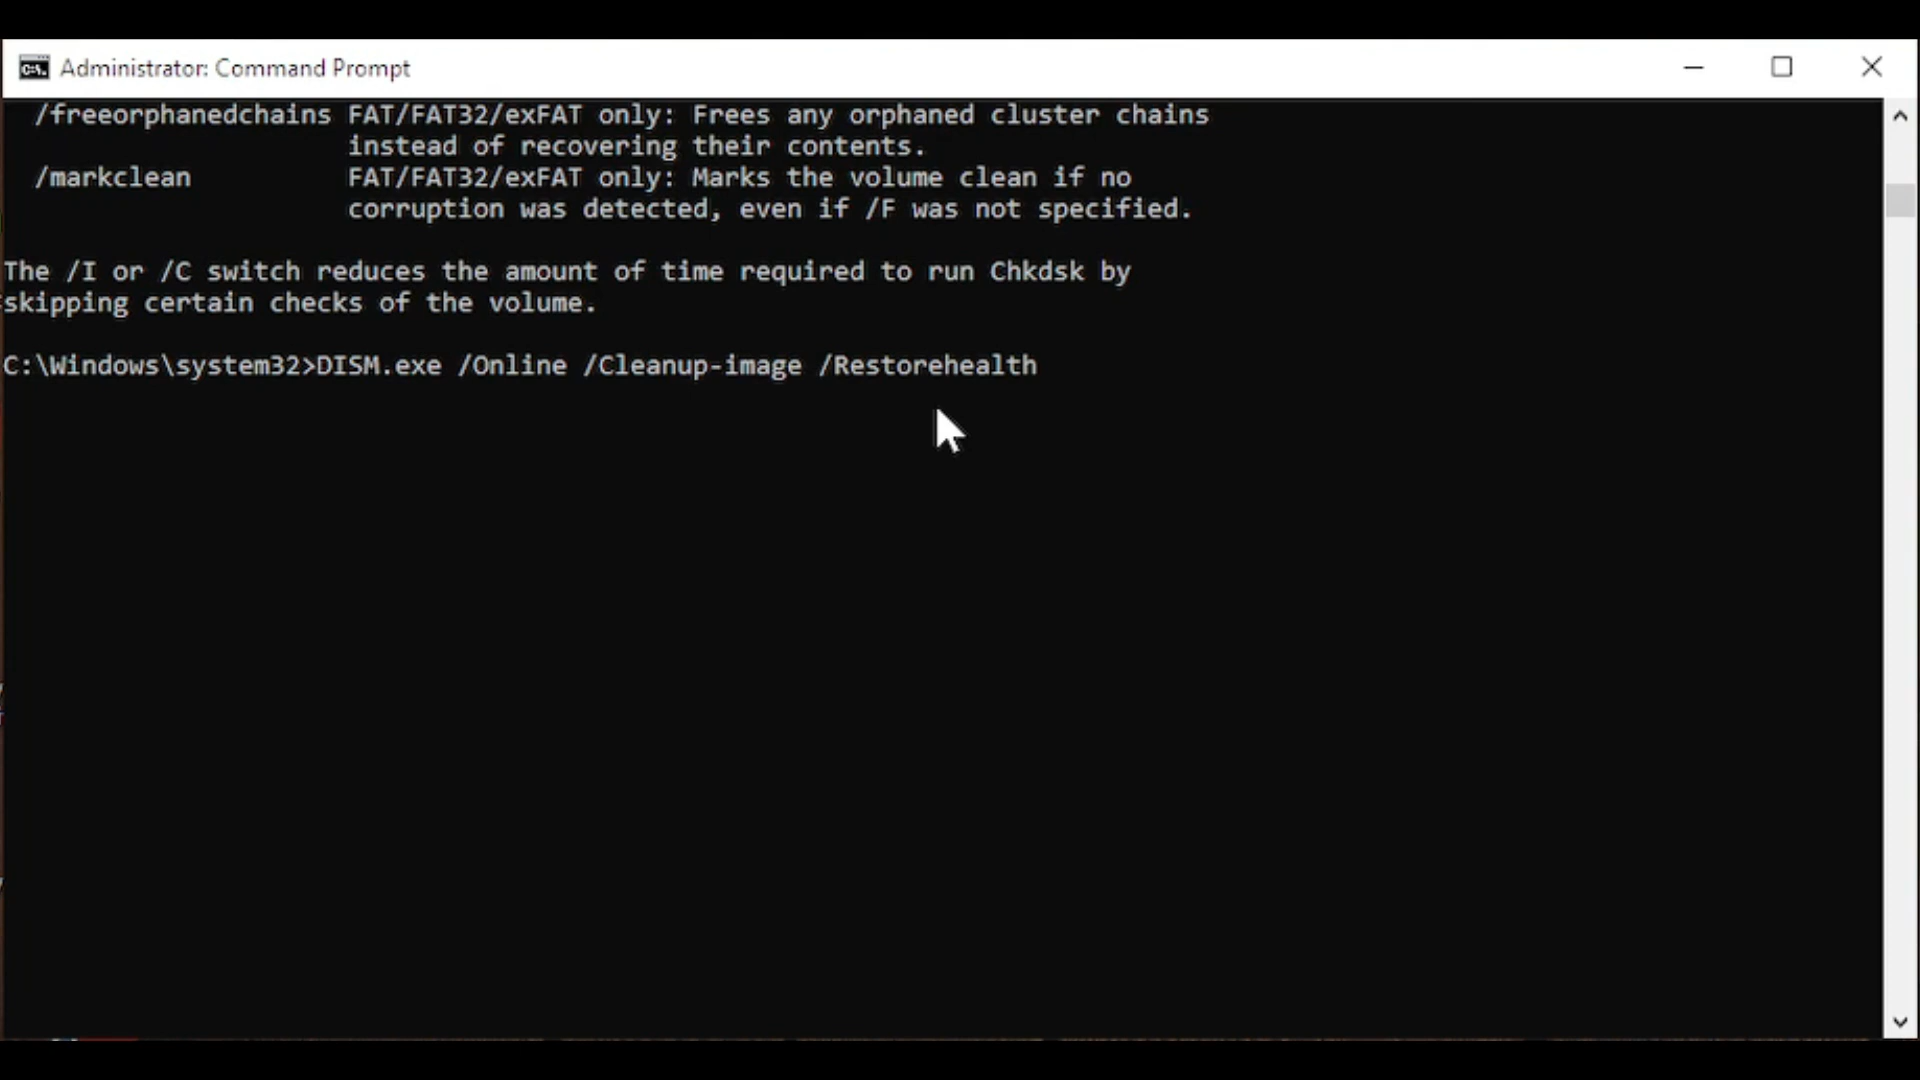 Administrator: Command Prompt
/freeorphanedchains FAT/FAT32/exFAT only: Frees any orphaned cluster chains
instead of recovering their contents.
/markclean FAT/FAT32/exFAT only: Marks the volume clean if no
corruption was detected, even if /F was not specified.
The /I or /C switch reduces the amount of time required to run Chkdsk by
skipping certain checks of the volume.
C:\Windows\system32>DISM.exe /Online /Cleanup-image /Restorehealth